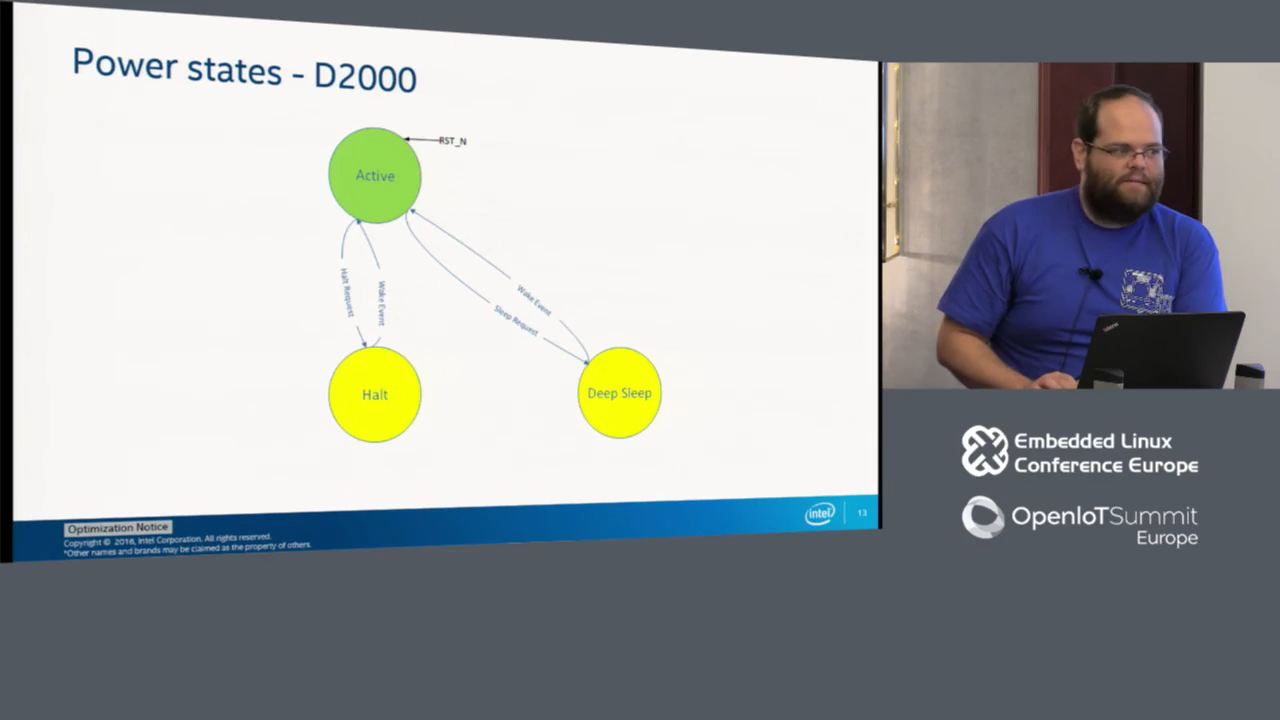 Power states - D2000
RST_N
Active
Halt Request
Wake Event
Wake Event
Sleep Request
Halt
Deep Sleep
Optimization Notice
Copyright © 2016, Intel Corporation. All rights reserved.
*Other names and brands may be claimed as the property of others.
intel
13
Embedded Linux
Conference Europe
OpenIoTSummit
Europe